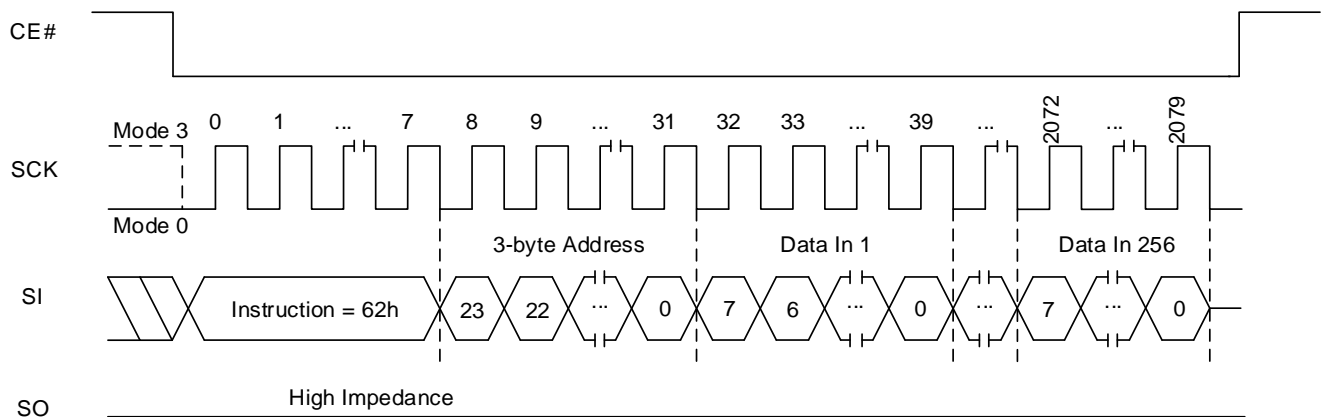 CE#
Mode 3 0 1 ... 7 8 9 ... 31 32 33 ... 39 ... 2072 ... 2079
SCK
Mode 0
3-byte Address Data In 1 Data In 256
SI Instruction = 62h 23 22 ... 0 7 6 ... 0 ... 7 ... 0
High Impedance
SO